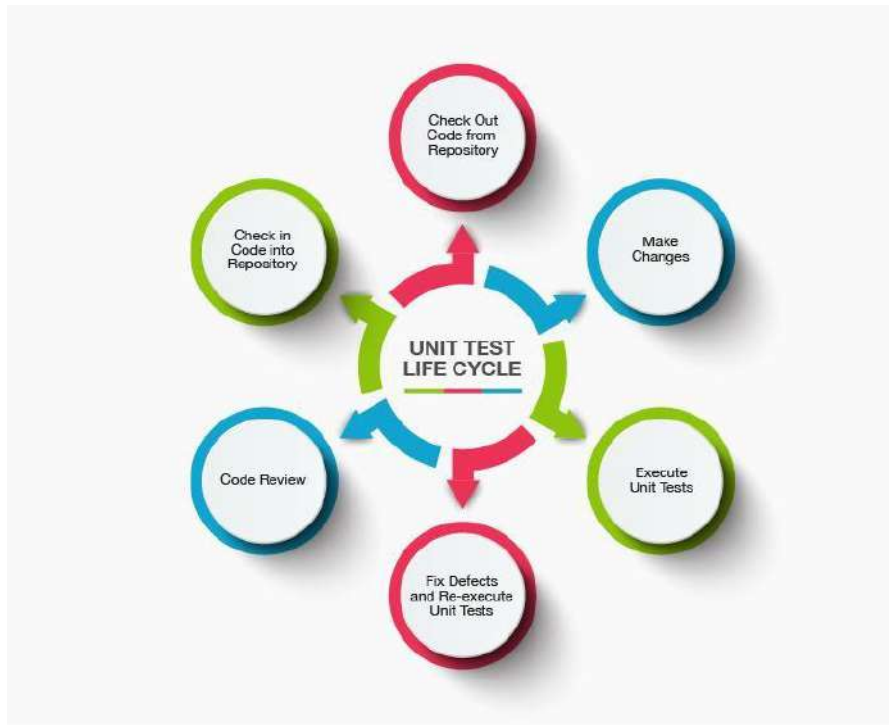 UNIT TEST
LIFE CYCLE
Check Out
Code from
Repository
Make
Changes
Execute
Unit Tests
Fix Defects
and Re-execute
Unit Tests
Code Review
Check in
Code into
Repository